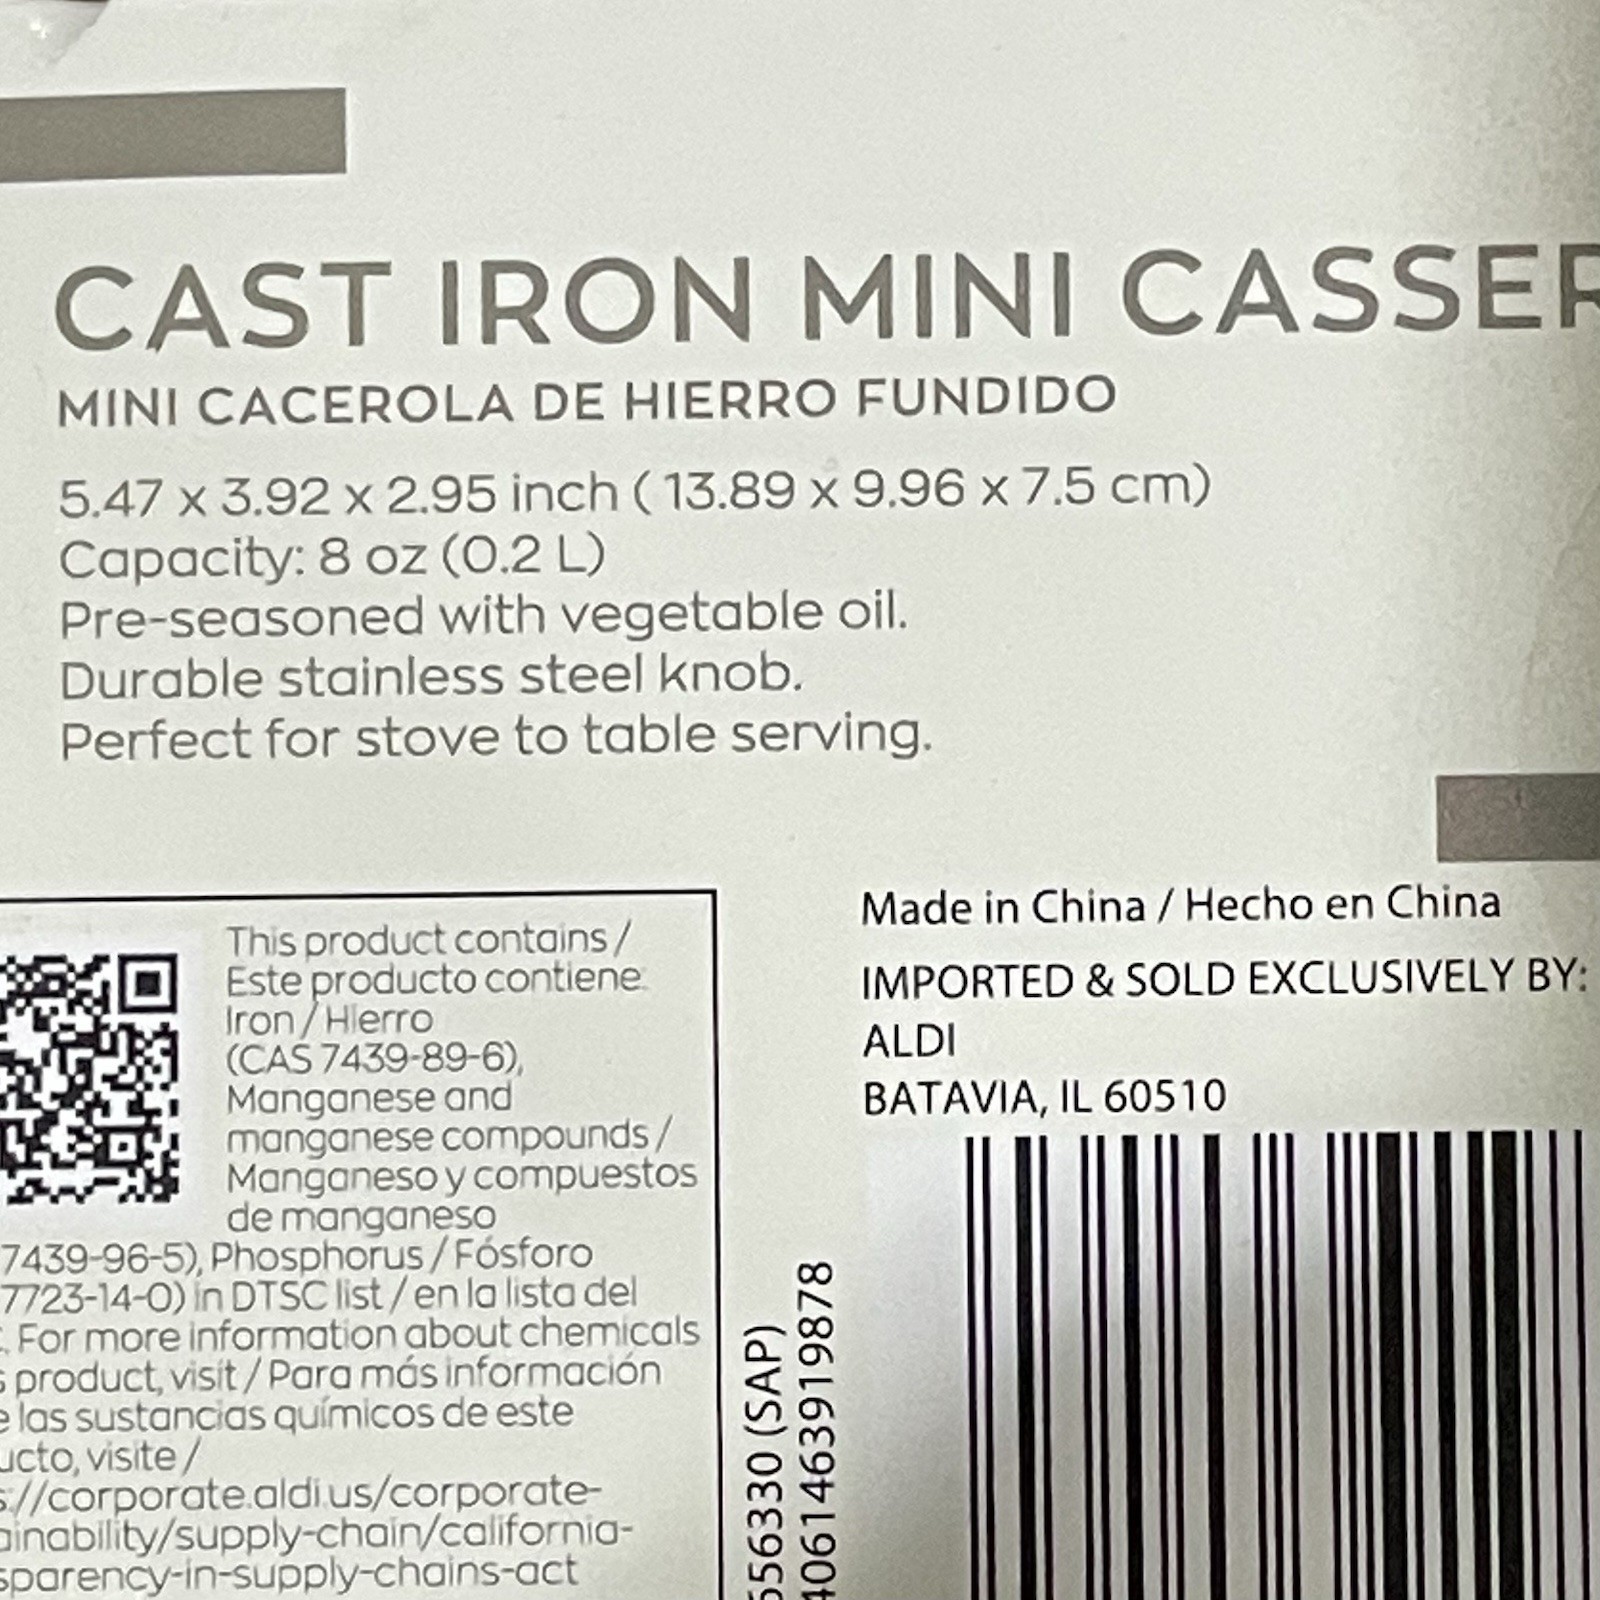 CAST IRON MINI CASSER
MINI CACEROLA DE HIERRO FUNDIDO
5.47 x 3.92 x 2.95 inch ( 13.89 x 9.96 x 7.5 cm)
Capacity: 8 oz (0.2 L)
Pre-seasoned with vegetable oil.
Durable stainless steel knob.
Perfect for stove to table serving.
This product contains /
Este producto contiene
Iron / Hierro
(CAS 7439-89-6),
Manganese and
manganese compounds /
Manganeso y compuestos
de manganeso
7439-96-5), Phosphorus / Fósforo
7723-14-0) in DTSC list / en la lista del
. For more information about chemicals
s product, visit / Para más información
e las sustancias químicos de este
ucto, visite /
s://corporate.aldi.us/corporate-
ainability/supply-chain/california-
sparency-in-supply-chains-act
Made in China / Hecho en China
IMPORTED & SOLD EXCLUSIVELY BY:
ALDI
BATAVIA, IL 60510
556330 (SAP)
4061463919878